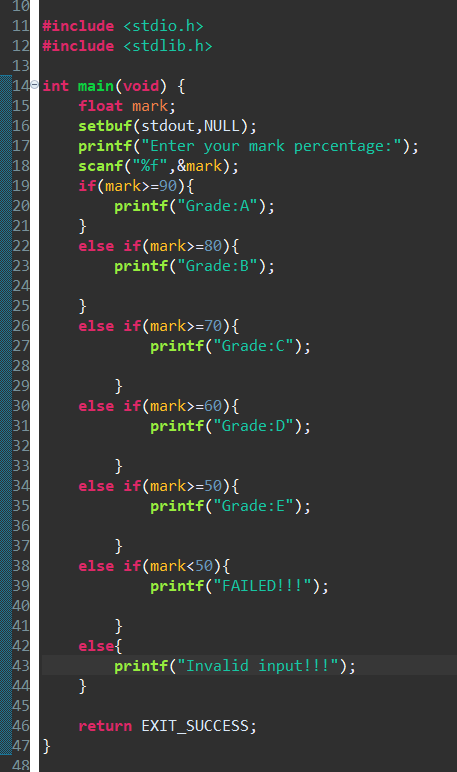 10
11 #include <stdio.h>
12 #include <stdlib.h>
13
14 int main(void) {
15     float mark;
16     setbuf(stdout,NULL);
17     printf("Enter your mark percentage:");
18     scanf("%f",&mark);
19     if(mark>=90){
20         printf("Grade:A");
21     }
22     else if(mark>=80){
23         printf("Grade:B");
24
25     }
26     else if(mark>=70){
27             printf("Grade:C");
28
29         }
30     else if(mark>=60){
31             printf("Grade:D");
32
33         }
34     else if(mark>=50){
35             printf("Grade:E");
36
37         }
38     else if(mark<50){
39             printf("FAILED!!!");
40
41         }
42     else{
43         printf("Invalid input!!!");
44     }
45
46     return EXIT_SUCCESS;
47 }
48